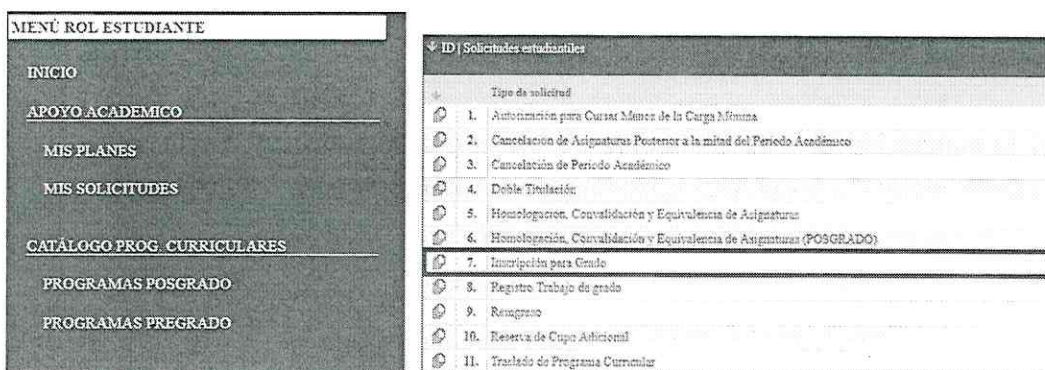 MENÚ ROL ESTUDIANTE
INICIO
APOYO ACADEMICO
MIS PLANES
MIS SOLICITUDES
CATÁLOGO PROG. CURRICULARES
PROGRAMAS POSGRADO
PROGRAMAS PREGRADO
ID | Solicitudes estudiantiles
Tipo de solicitud
1. Autorización para Cursar Menos de la Carga Mínima
2. Cancelación de Asignaturas Posterior a la mitad del Periodo Académico
3. Cancelación de Periodo Académico
4. Doble Titulación
5. Homologación, Convalidación y Equivalencia de Asignaturas
6. Homologación, Convalidación y Equivalencia de Asignaturas (POSGRADO)
7. Inscripción para Grado
8. Registro Trabajo de grado
9. Reingreso
10. Reserva de Cupo Adicional
11. Traslado de Programa Curricular